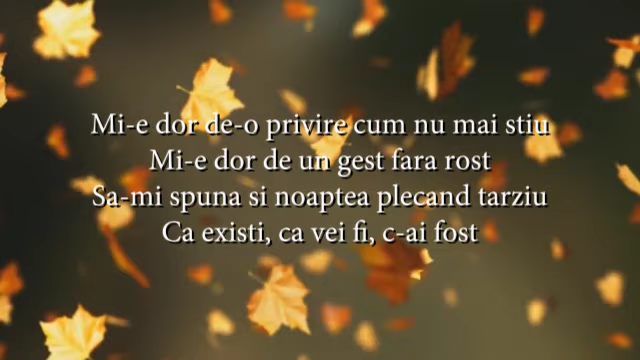 Mi-e dor de-o privire cum nu mai stiu
Mi-e dor de un gest fara rost
Sa-mi spuna si noaptea plecand tarziu
Ca existi, ca vei fi, c-ai fost